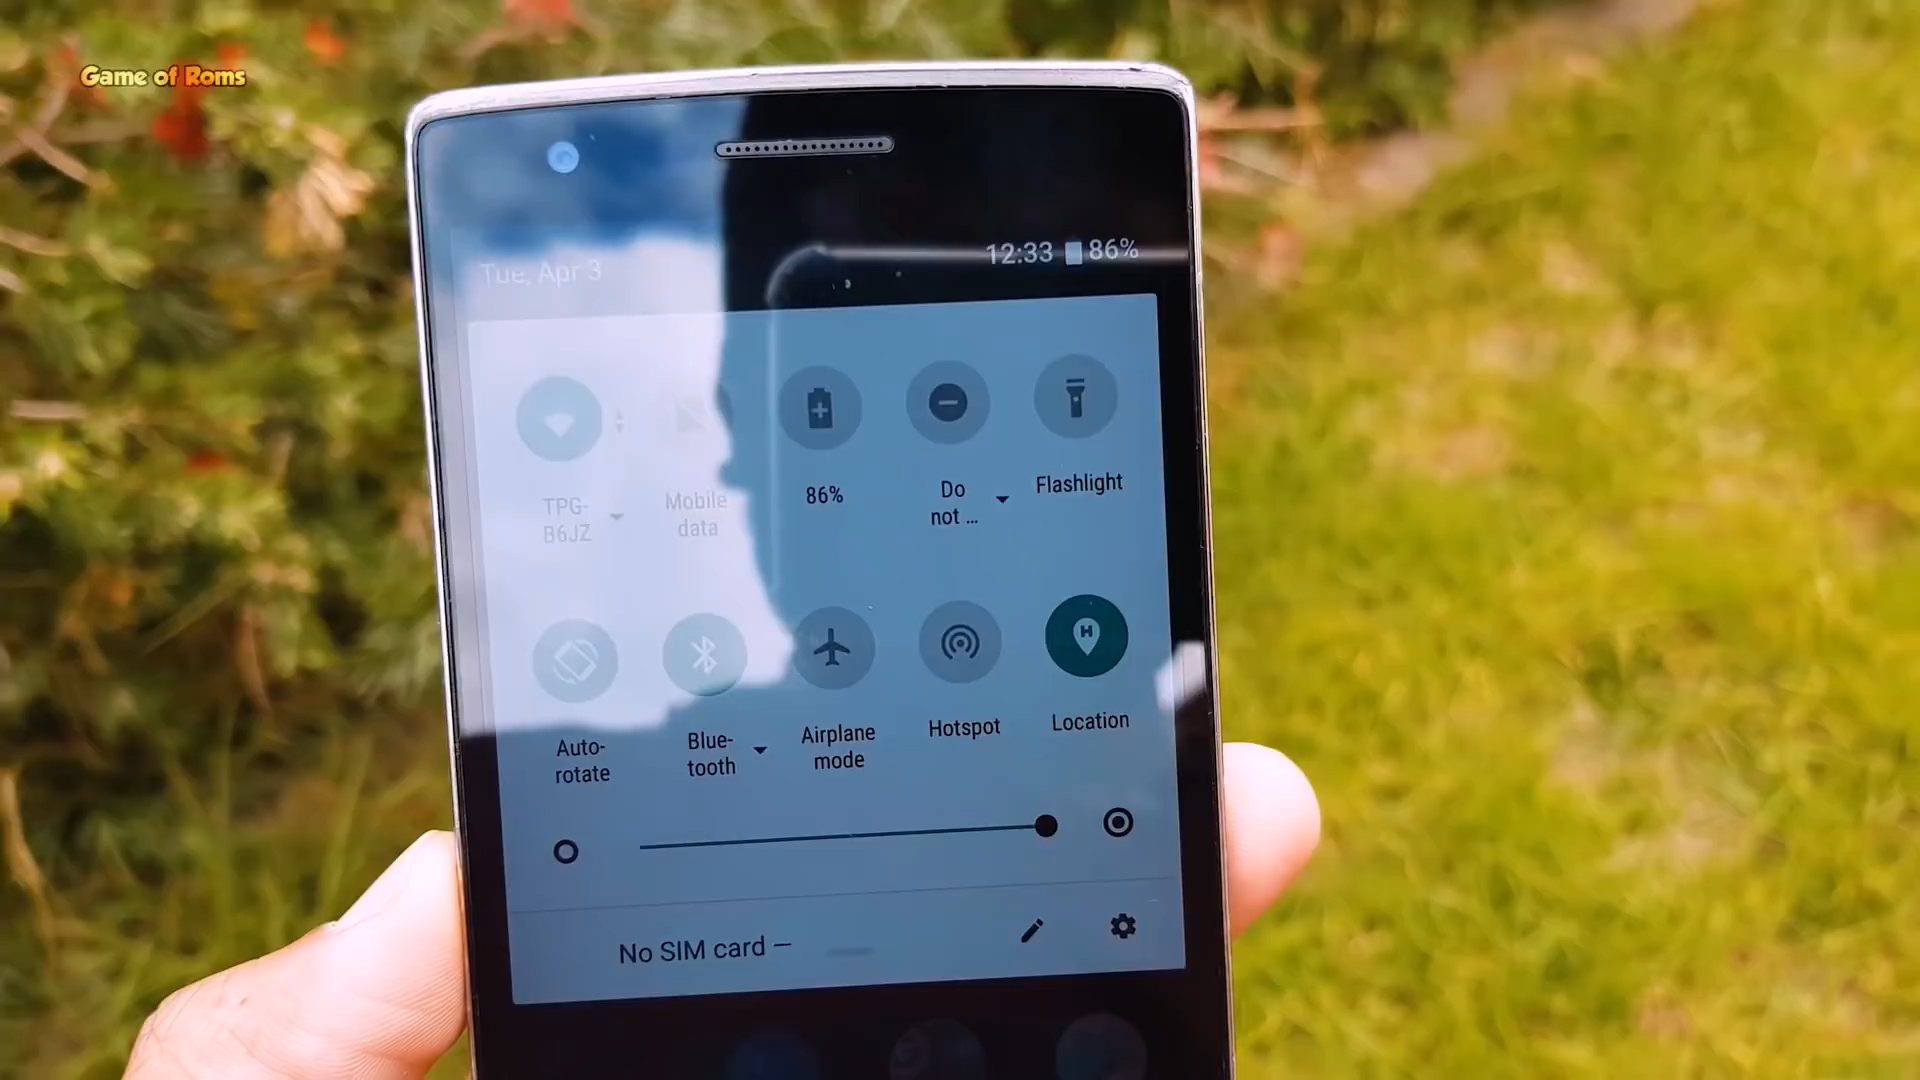 Game of Roms
12:33 86%
Tue, Apr 3
TPG-
B6JZ
Mobile
data
86%
Do
not ...
Flashlight
Auto-
rotate
Blue-
tooth
Airplane
mode
Hotspot
H
Location
No SIM card —